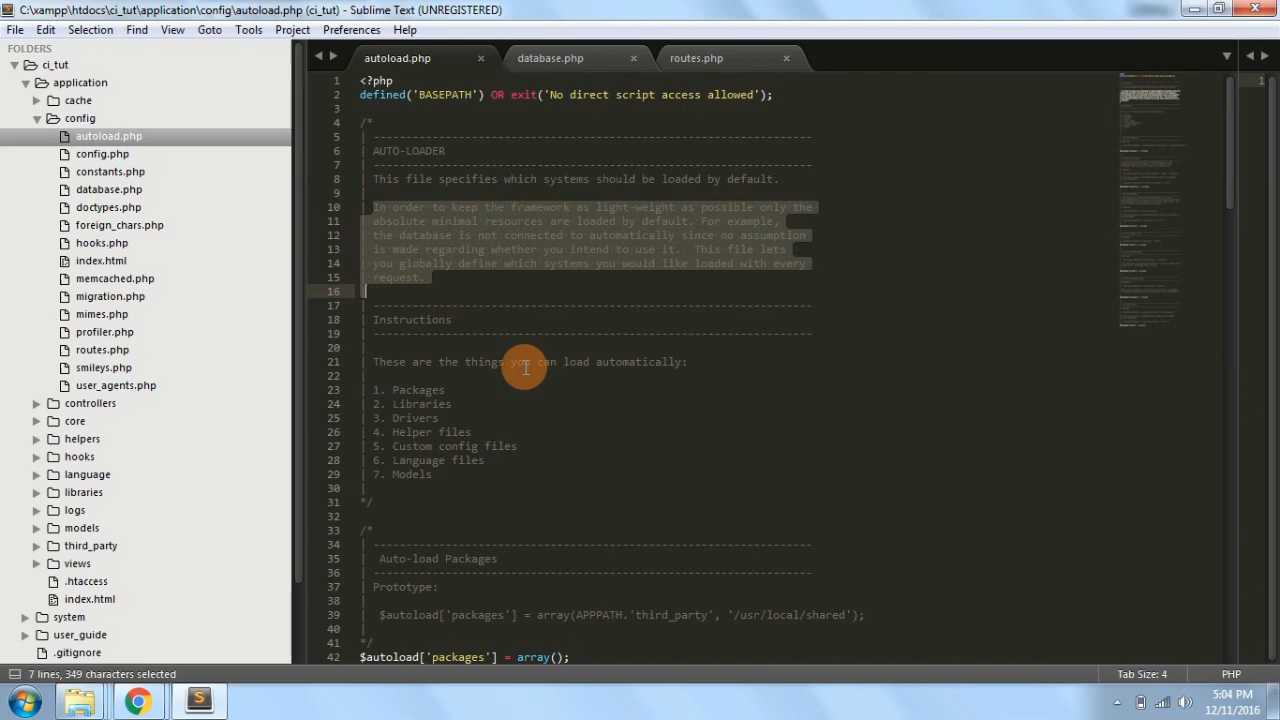 C:\xampp\htdocs\ci_tut\application\config\autoload.php (ci_tut) - Sublime Text (UNREGISTERED)
File Edit Selection Find View Goto Tools Project Preferences Help
FOLDERS
ci_tut
application
cache
config
autoload.php
config.php
constants.php
database.php
doctypes.php
foreign_chars.php
hooks.php
index.html
memcached.php
migration.php
mimes.php
profiler.php
routes.php
smileys.php
user_agents.php
controllers
core
helpers
hooks
language
libraries
logs
models
third_party
views
.htaccess
index.html
system
user_guide
.gitignore
autoload.php database.php routes.php
1 <?php
2 defined('BASEPATH') OR exit('No direct script access allowed');
3
4 /*
5 | -------------------------------------------------------------------
6 | AUTO-LOADER
7 | -------------------------------------------------------------------
8 | This file specifies which systems should be loaded by default.
9 |
10 | In order to keep the framework as light-weight as possible only the
11 | absolute minimal resources are loaded by default. For example,
12 | the database is not connected to automatically since no assumption
13 | is made regarding whether you intend to use it.  This file lets
14 | you globally define which systems you would like loaded with every
15 | request.
16 |
17 | -------------------------------------------------------------------
18 | Instructions
19 | -------------------------------------------------------------------
20 |
21 | These are the things you can load automatically:
22 |
23 | 1. Packages
24 | 2. Libraries
25 | 3. Drivers
26 | 4. Helper files
27 | 5. Custom config files
28 | 6. Language files
29 | 7. Models
30 |
31 */
32
33 /*
34 | -------------------------------------------------------------------
35 |  Auto-load Packages
36 | -------------------------------------------------------------------
37 | Prototype:
38 |
39 |  $autoload['packages'] = array(APPPATH.'third_party', '/usr/local/shared');
40 |
41 */
42 $autoload['packages'] = array();
1
7 lines, 349 characters selected
Tab Size: 4 PHP
5:04 PM
12/11/2016